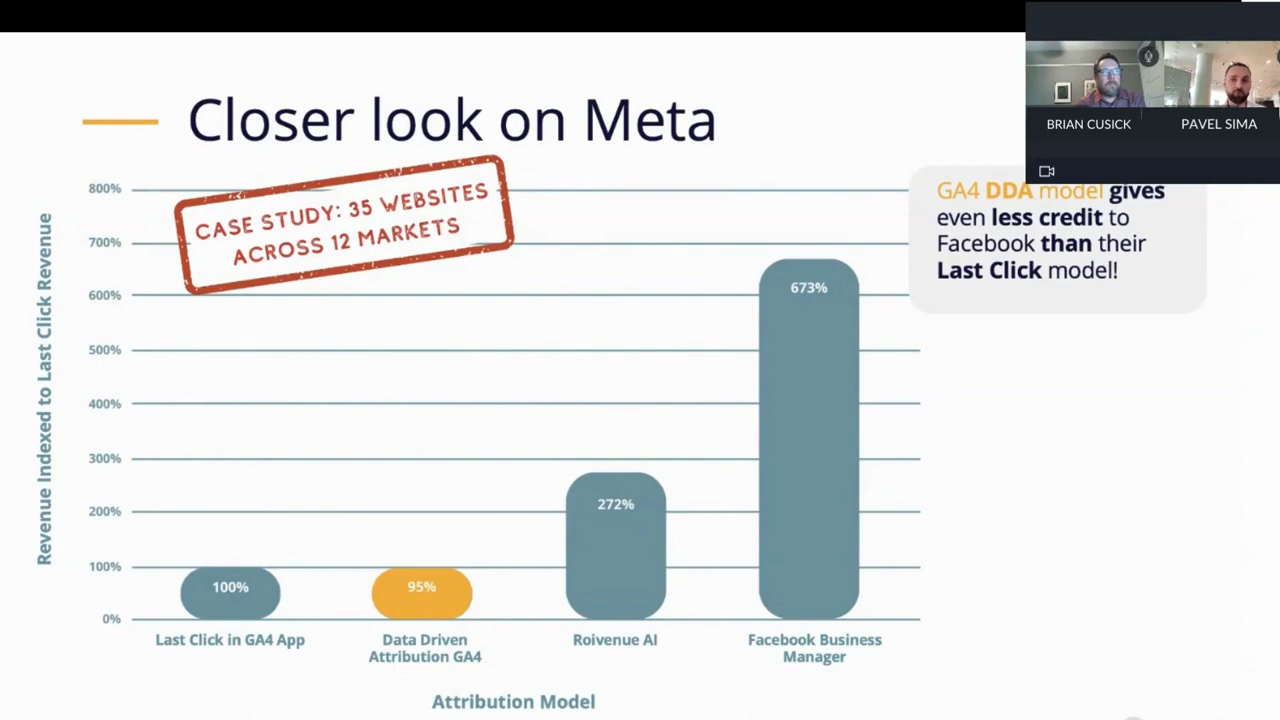 Closer look on Meta
CASE STUDY: 35 WEBSITES
ACROSS 12 MARKETS
BRIAN CUSICK
PAVEL SIMA
GA4 DDA model gives
even less credit to
Facebook than their
Last Click model!
Revenue Indexed to Last Click Revenue
800%
700%
600%
500%
400%
300%
200%
100%
0%
100%
95%
272%
673%
Last Click in GA4 App
Data Driven
Attribution GA4
Roivenue AI
Facebook Business
Manager
Attribution Model